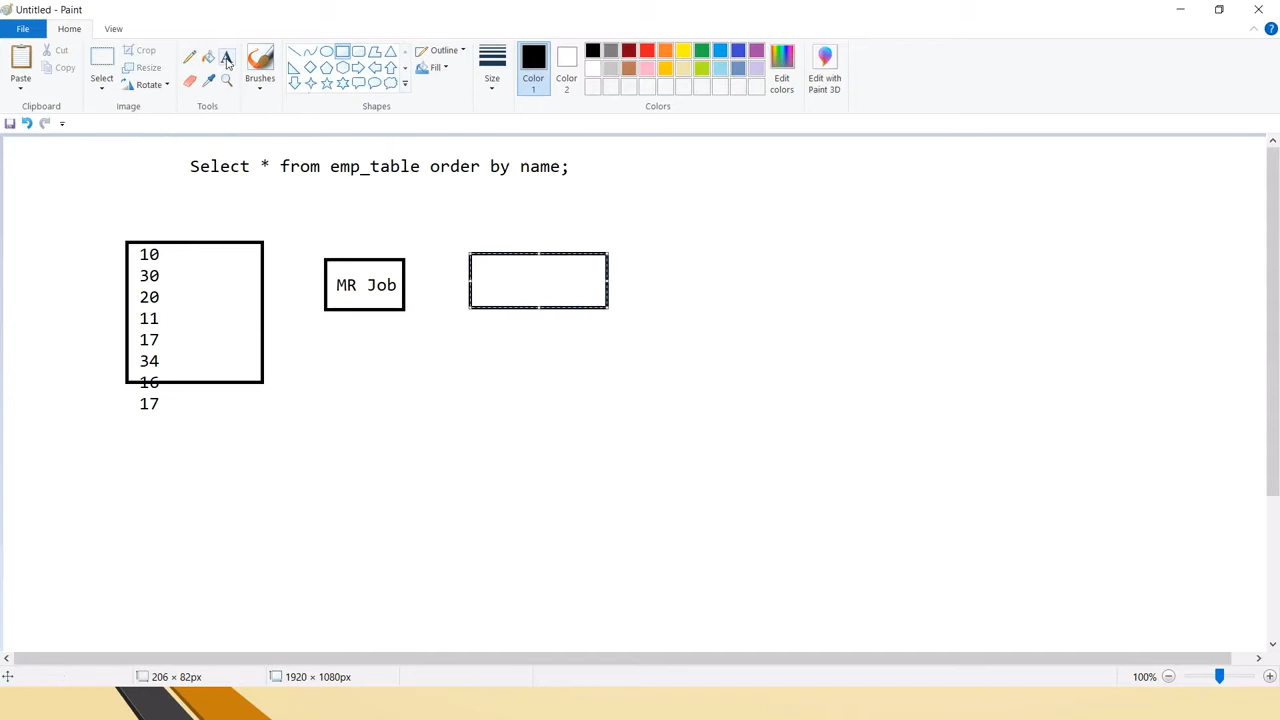 Untitled - Paint
File Home View
Paste
Cut
Copy
Clipboard
Select
Crop
Resize
Rotate
Image
Tools
Brushes
Shapes
Outline
Fill
Size
Color 1
Color 2
Colors
Edit colors
Edit with Paint 3D
Select * from emp_table order by name;
10
30
20
11
17
34
16
17
MR Job
206 × 82px
1920 × 1080px
100%